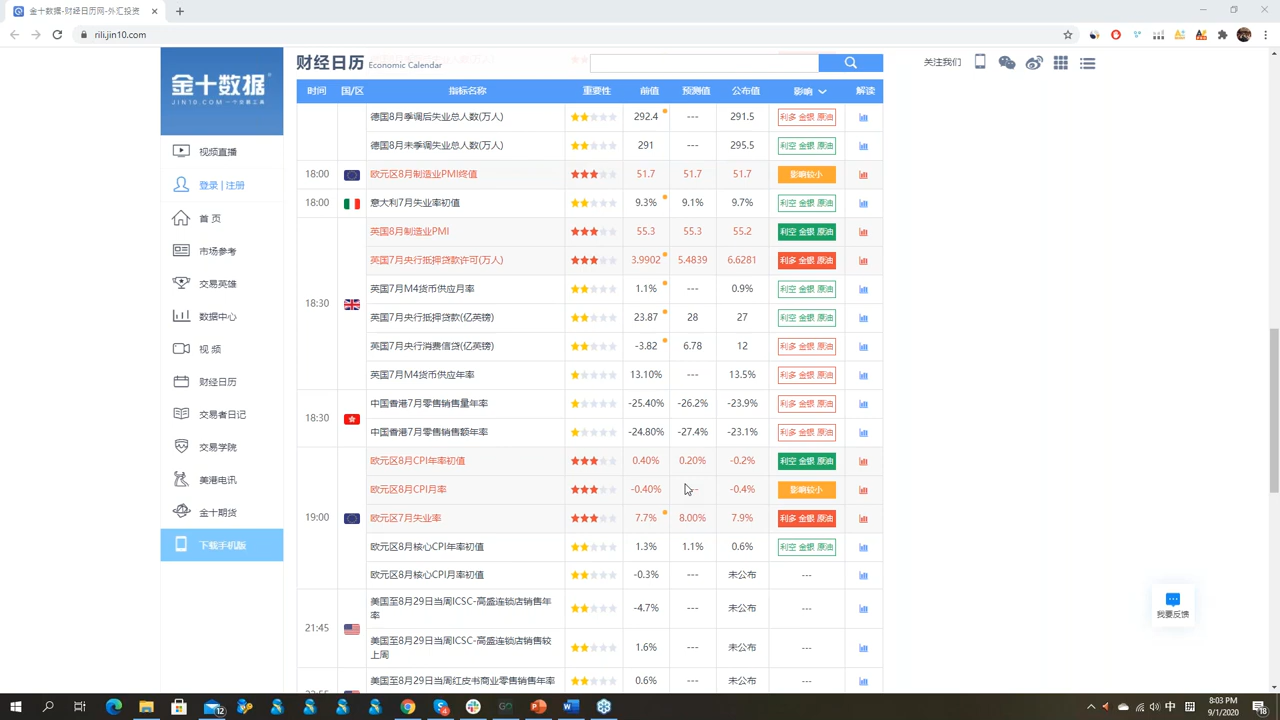 金十数据-财经日历网-外汇投资
rili.jin10.com
金十数据
JIN10.COM 一个交易工具
视频直播
登录 | 注册
首 页
市场参考
交易英雄
数据中心
视 频
财经日历
交易者日记
交易学院
美港电讯
金十期货
下载手机版
财经日历 Economic Calendar
关注我们
时间 国/区 指标名称 重要性 前值 预测值 公布值 影响 解读
德国8月季调后失业总人数(万人) 292.4 --- 291.5 利多 金银 原油
德国8月未季调失业总人数(万人) 291 --- 295.5 利空 金银 原油
18:00 欧元区8月制造业PMI终值 51.7 51.7 51.7 影响较小
18:00 意大利7月失业率初值 9.3% 9.1% 9.7% 利空 金银 原油
18:30
英国8月制造业PMI 55.3 55.3 55.2 利空 金银 原油
英国7月央行抵押贷款许可(万人) 3.9902 5.4839 6.6281 利多 金银 原油
英国7月M4货币供应月率 1.1% --- 0.9% 利空 金银 原油
英国7月央行抵押贷款(亿英镑) 23.87 28 27 利空 金银 原油
英国7月央行消费信贷(亿英镑) -3.82 6.78 12 利多 金银 原油
英国7月M4货币供应年率 13.10% --- 13.5% 利多 金银 原油
18:30
中国香港7月零售销售量年率 -25.40% -26.2% -23.9% 利多 金银 原油
中国香港7月零售销售额年率 -24.80% -27.4% -23.1% 利多 金银 原油
19:00
欧元区8月CPI年率初值 0.40% 0.20% -0.2% 利空 金银 原油
欧元区8月CPI月率 -0.40% --- -0.4% 影响较小
欧元区7月失业率 7.7% 8.00% 7.9% 利多 金银 原油
欧元区8月核心CPI年率初值 1.3% 1.1% 0.6% 利空 金银 原油
欧元区8月核心CPI月率初值 -0.3% --- 未公布 ---
21:45
美国至8月29日当周ICSC-高盛连锁店销售年
率 -4.7% --- 未公布 ---
美国至8月29日当周ICSC-高盛连锁店销售较
上周 1.6% --- 未公布 ---
美国至8月29日当周红皮书商业零售销售年率 0.6% --- 未公布 ---
我要反馈
12
中
拼
8:03 PM
9/1/2020
18